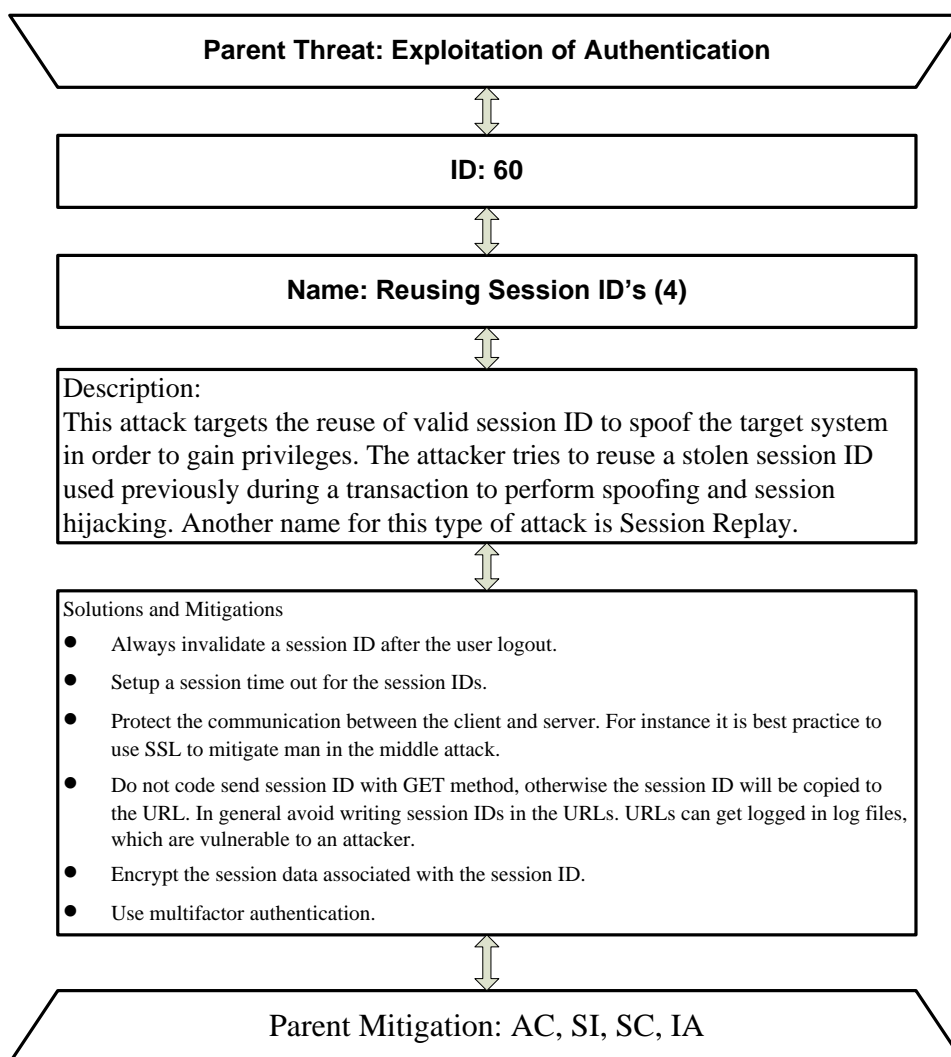 Parent Threat: Exploitation of Authentication
ID: 60
Name: Reusing Session ID's (4)
Description:
This attack targets the reuse of valid session ID to spoof the target system
in order to gain privileges. The attacker tries to reuse a stolen session ID
used previously during a transaction to perform spoofing and session
hijacking. Another name for this type of attack is Session Replay.
Solutions and Mitigations
● Always invalidate a session ID after the user logout.
● Setup a session time out for the session IDs.
● Protect the communication between the client and server. For instance it is best practice to
use SSL to mitigate man in the middle attack.
● Do not code send session ID with GET method, otherwise the session ID will be copied to
the URL. In general avoid writing session IDs in the URLs. URLs can get logged in log files,
which are vulnerable to an attacker.
● Encrypt the session data associated with the session ID.
● Use multifactor authentication.
Parent Mitigation: AC, SI, SC, IA